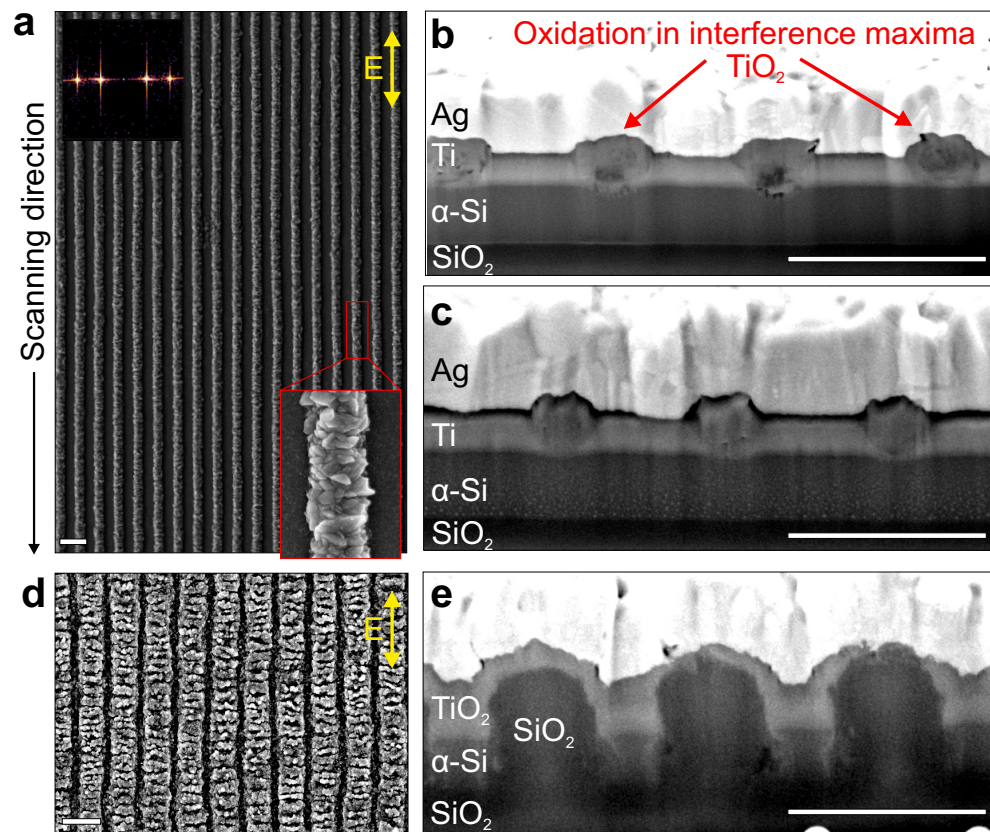 a
E
Scanning direction
b
Oxidation in interference maxima
TiO₂
Ag
Ti
α-Si
SiO₂
c
Ag
Ti
α-Si
SiO₂
d
E
e
TiO₂
SiO₂
α-Si
SiO₂